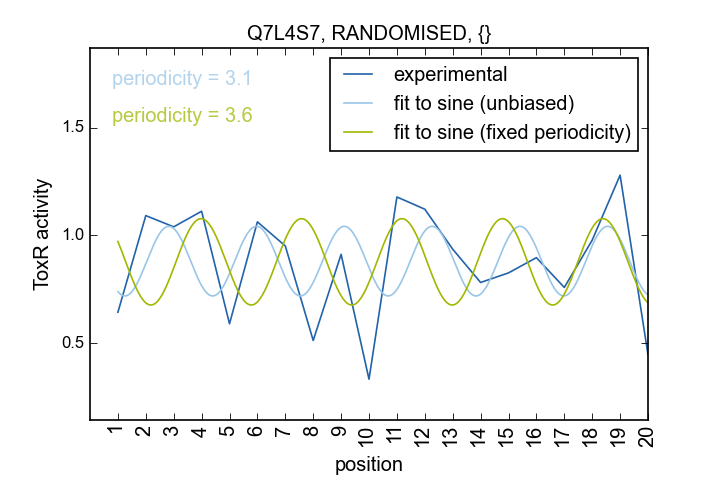 Q7L4S7, RANDOMISED, {}
periodicity = 3.1
periodicity = 3.6
experimental
fit to sine (unbiased)
fit to sine (fixed periodicity)
ToxR activity
1.5
1.0
0.5
1 2 3 4 5 6 7 8 9 10 11 12 13 14 15 16 17 18 19 20
position